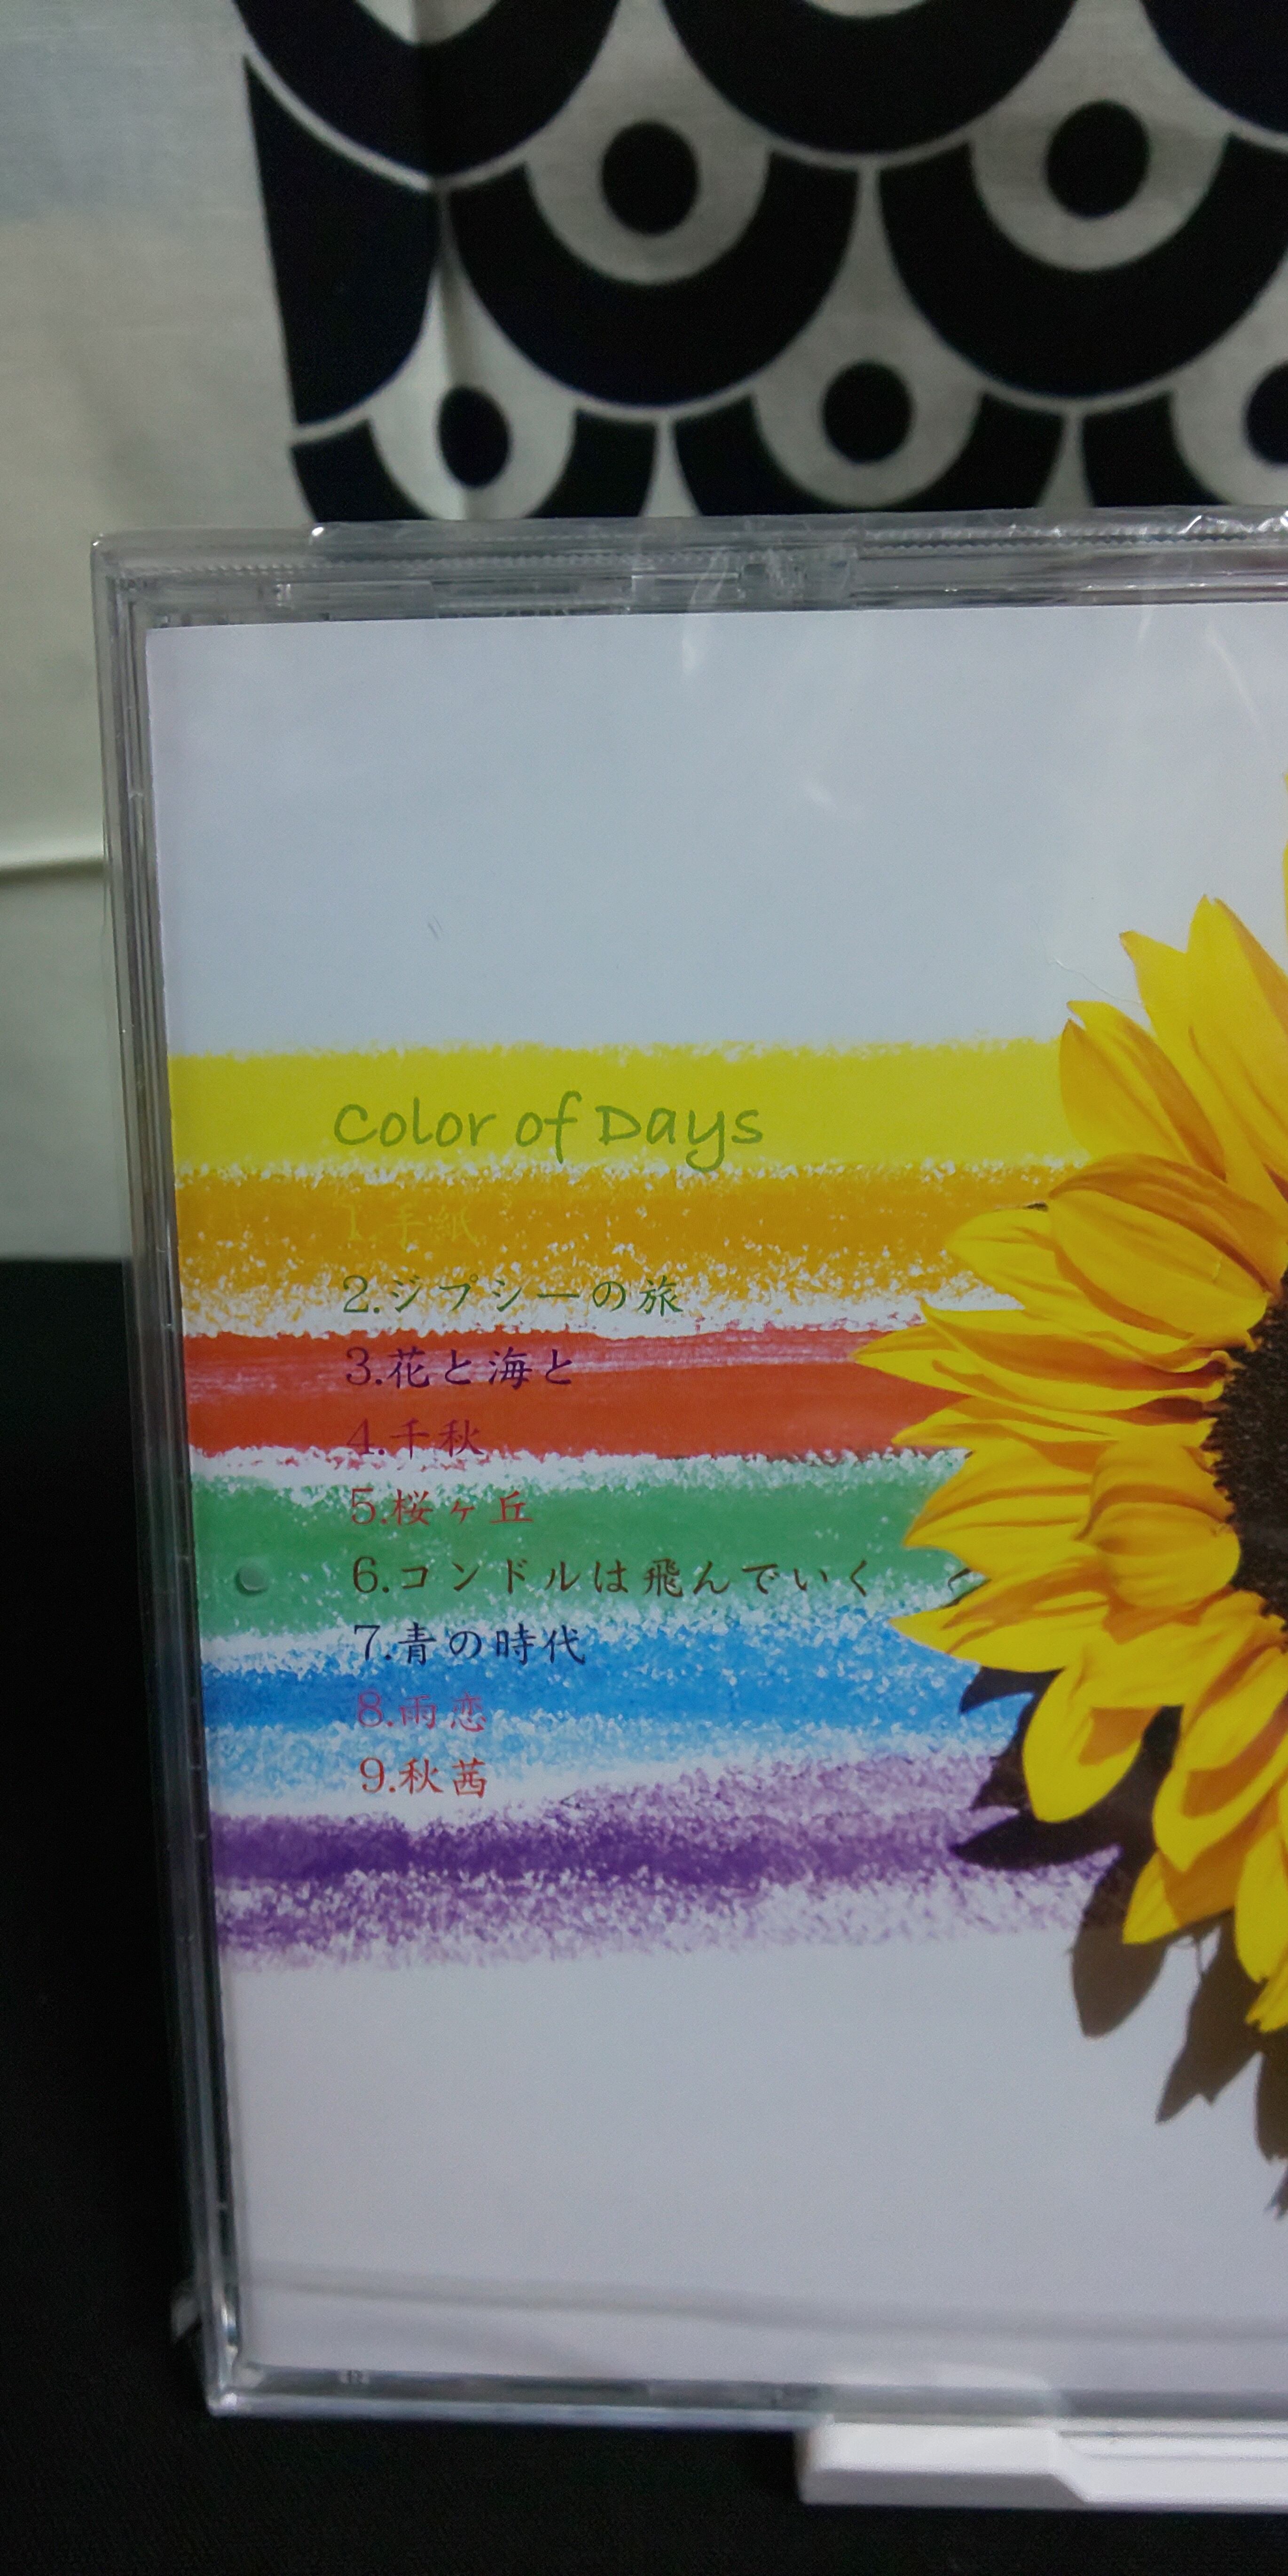 Color of Days
1.手紙
2.ジプシーの旅
3.花と海と
4.千秋
5.桜ヶ丘
6.コンドルは飛んでいく
7.青の時代
8.雨恋
9.秋茜